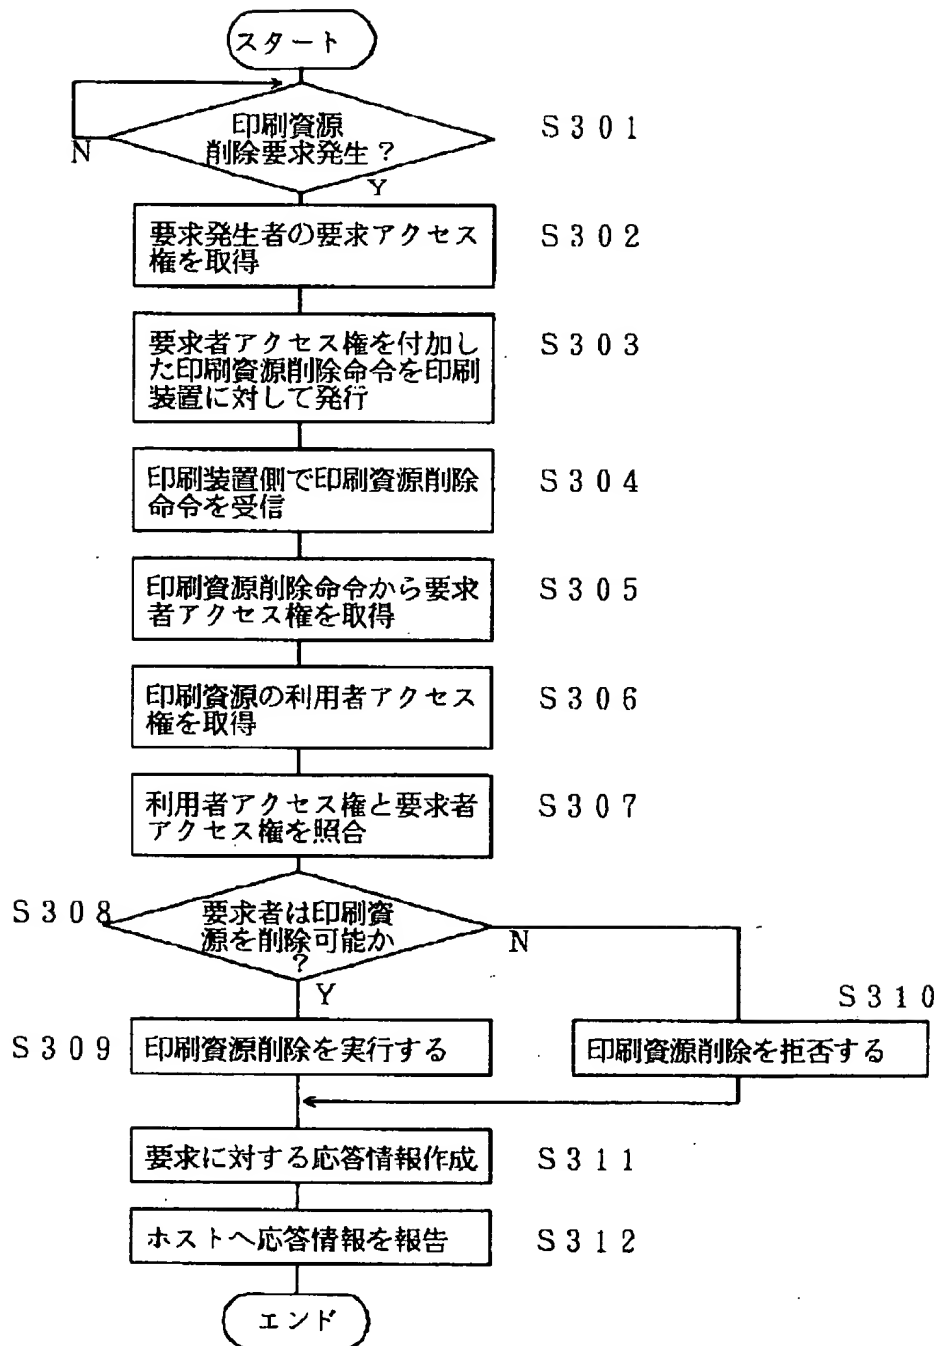 スタート
印刷資源
削除要求発生?
S301
N
Y
要求発生者の要求アクセス
権を取得
S302
要求者アクセス権を付加し
た印刷資源削除命令を印刷
装置に対して発行
S303
印刷装置側で印刷資源削除
命令を受信
S304
印刷資源削除命令から要求
者アクセス権を取得
S305
印刷資源の利用者アクセス
権を取得
S306
利用者アクセス権と要求者
アクセス権を照合
S307
S308
要求者は印刷資
源を削除可能か
?
N
Y
S310
S309
印刷資源削除を実行する
印刷資源削除を拒否する
要求に対する応答情報作成
S311
ホストへ応答情報を報告
S312
エンド